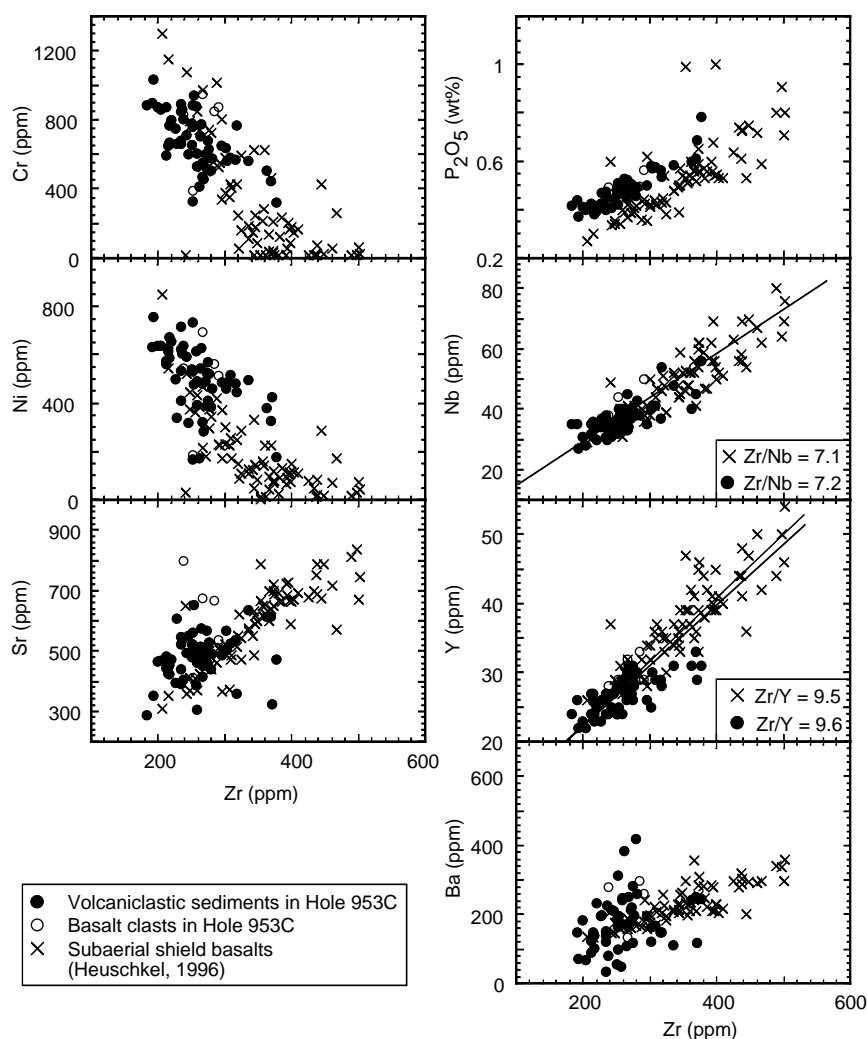 1200
800
400
0
Cr (ppm)
800
400
0
Ni (ppm)
900
700
500
300
Sr (ppm)
200
400
600
Zr (ppm)
1
0.6
0.2
P2O5 (wt%)
80
60
40
20
Nb (ppm)
Zr/Nb = 7.1
Zr/Nb = 7.2
50
40
30
20
Y (ppm)
Zr/Y = 9.5
Zr/Y = 9.6
600
400
200
0
Ba (ppm)
200
400
600
800
Zr (ppm)
Volcaniclastic sediments in Hole 953C
Basalt clasts in Hole 953C
Subaerial shield basalts
(Heuschkel, 1996)